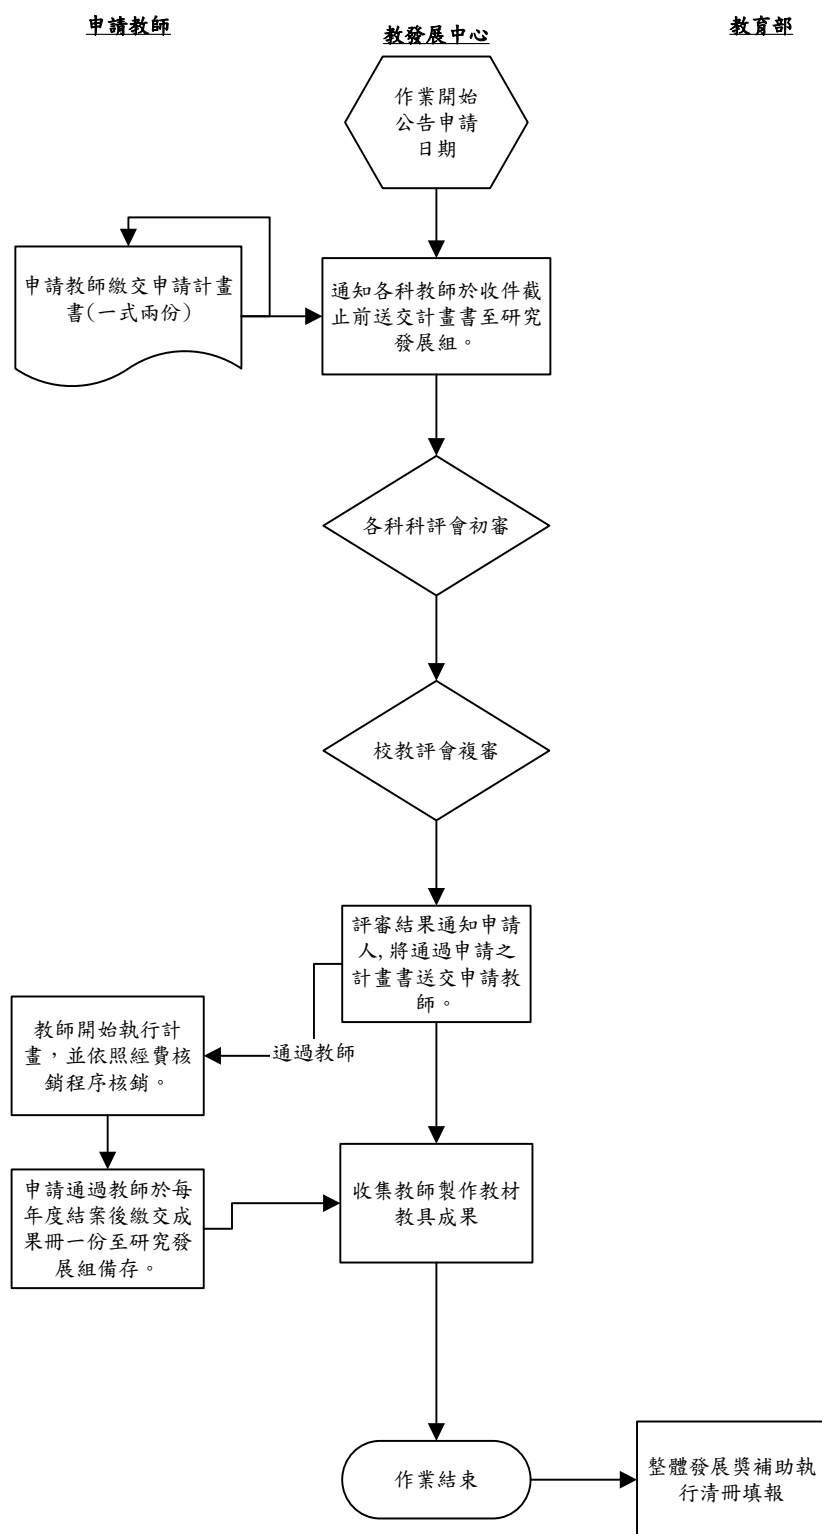 申請教師
教發展中心
教育部
作業開始
公告申請
日期
申請教師繳交申請計畫
書(一式兩份)
通知各科教師於收件截
止前送交計畫書至研究
發展組。
各科科評會初審
校教評會複審
評審結果通知申請
人,將通過申請之
計畫書送交申請教
師。
通過教師
教師開始執行計
畫,並依照經費核
銷程序核銷。
申請通過教師於每
年度結案後繳交成
果冊一份至研究發
展組備存。
收集教師製作教材
教具成果
作業結束
整體發展獎補助執
行清冊填報